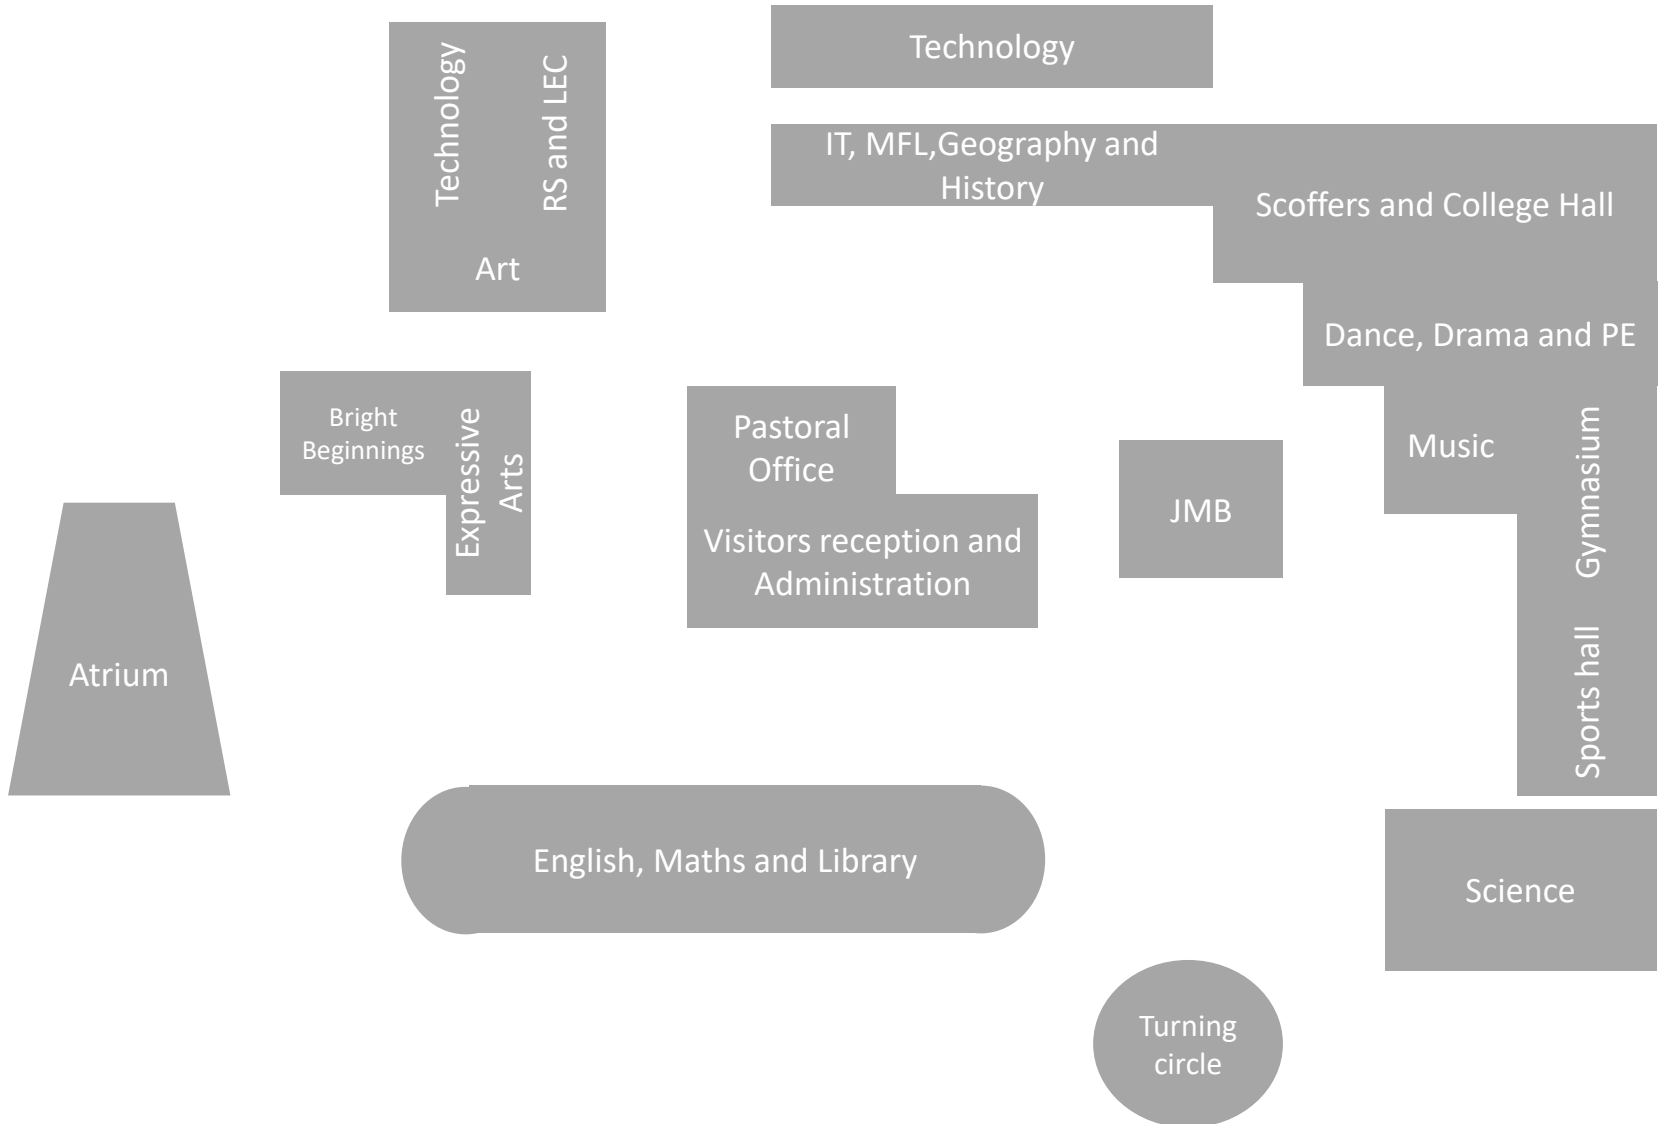 Technology
Technology
RS and LEC
Art
IT, MFL,Geography and
History
Scoffers and College Hall
Dance, Drama and PE
Bright
Beginnings
Expressive
Arts
Pastoral
Office
Visitors reception and
Administration
JMB
Music
Gymnasium
Sports hall
Atrium
English, Maths and Library
Science
Turning
circle